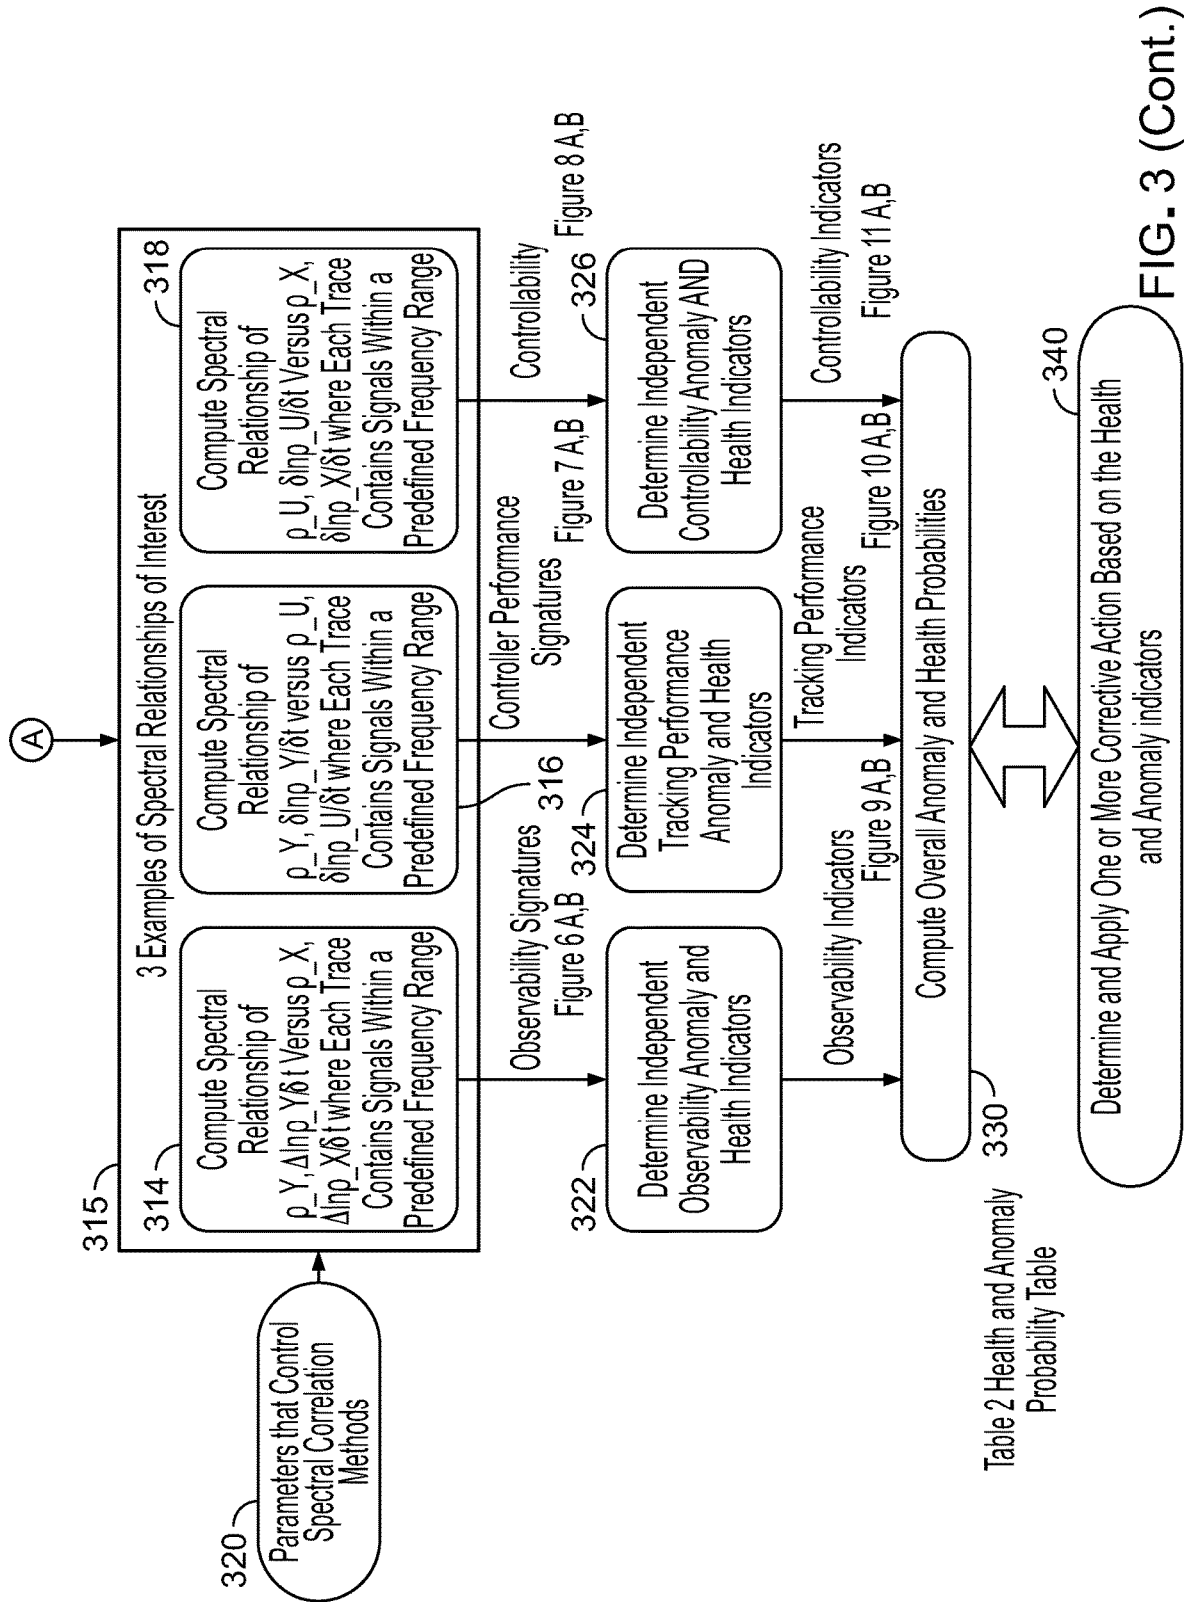 A
315
3 Examples of Spectral Relationships of Interest
320
Parameters that Control
Spectral Correlation
Methods
314
Compute Spectral
Relationship of
ρ_Y, Δlnρ_Y/δt Versus ρ_X,
Δlnρ_X/δt where Each Trace
Contains Signals Within a
Predefined Frequency Range
Compute Spectral
Relationship of
ρ_Y, δlnρ_Y/δt versus ρ_U,
δlnρ_U/δt where Each Trace
Contains Signals Within a
Predefined Frequency Range
316
318
Compute Spectral
Relationship of
ρ_U, δlnρ_U/δt Versus ρ_X,
δlnρ_X/δt where Each Trace
Contains Signals Within a
Predefined Frequency Range
Observability Signatures
Figure 6 A,B
Controller Performance
Signatures
Figure 7 A,B
Controllability
Figure 8 A,B
322
Determine Independent
Observability Anomaly and
Health Indicators
324
Determine Independent
Tracking Performance
Anomaly and Health
Indicators
326
Determine Independent
Controllability Anomaly AND
Health Indicators
Observability Indicators
Figure 9 A,B
Tracking Performance
Indicators
Figure 10 A,B
Controllability Indicators
Figure 11 A,B
Compute Overall Anomaly and Health Probabilities
330
Table 2 Health and Anomaly
Probability Table
340
Determine and Apply One or More Corrective Action Based on the Health
and Anomaly indicators
FIG. 3 (Cont.)